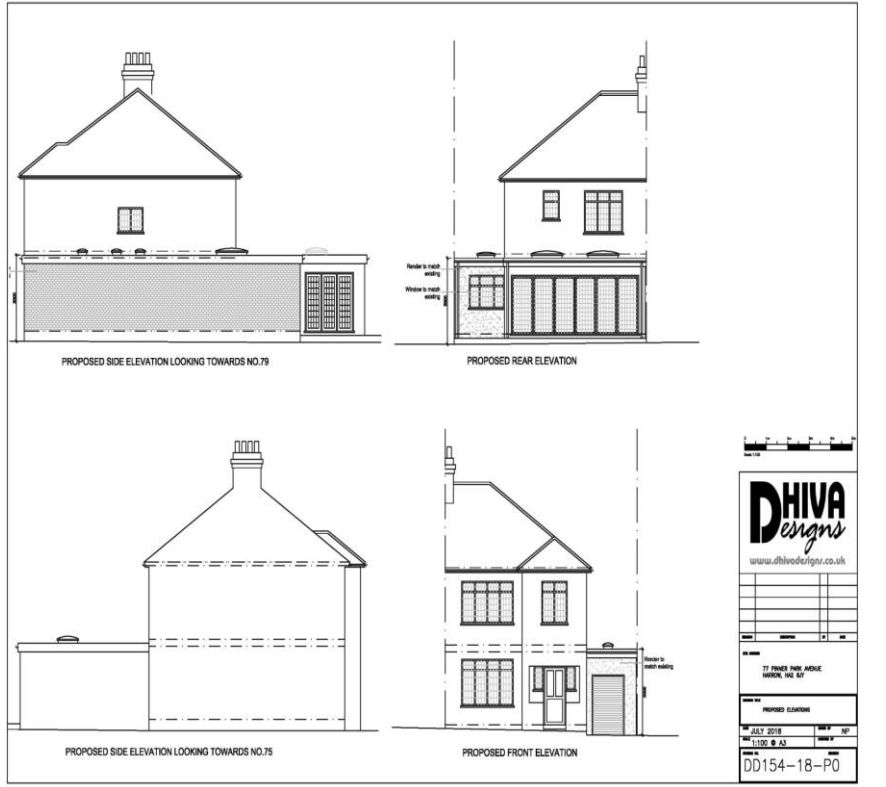 Render to match
existing
Window to match
existing
PROPOSED SIDE ELEVATION LOOKING TOWARDS NO.79
PROPOSED REAR ELEVATION
Render to
match existing
PROPOSED SIDE ELEVATION LOOKING TOWARDS NO.75
PROPOSED FRONT ELEVATION
DHIVA
Designs
www.dhivadesigns.co.uk
77 PINNER PARK AVENUE
HARROW, HA2 6JY
PROPOSED ELEVATIONS
JULY 2018
NP
1:100 @ A3
DD154-18-P0